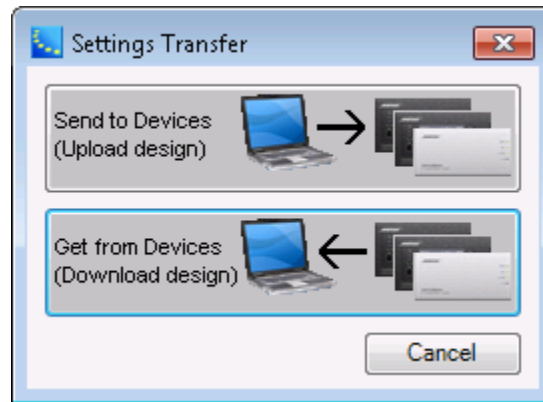 Settings Transfer
Send to Devices
(Upload design)
Get from Devices
(Download design)
Cancel